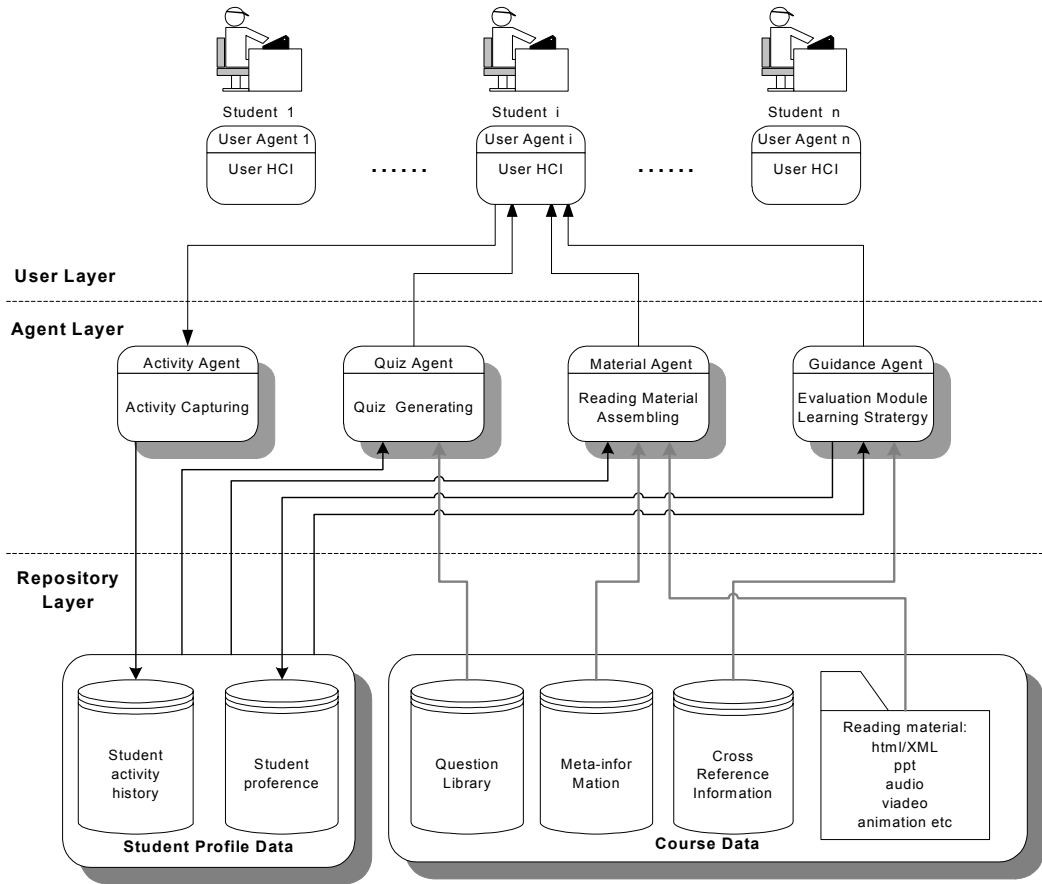 Student 1
Student i
Student n
User Agent 1
User HCI
......
User Agent i
User HCI
......
User Agent n
User HCI
User Layer
Agent Layer
Activity Agent
Activity Capturing
Quiz Agent
Quiz Generating
Material Agent
Reading Material
Assembling
Guidance Agent
Evaluation Module
Learning Stratergy
Repository
Layer
Student
activity
history
Student
proference
Student Profile Data
Question
Library
Meta-infor
Mation
Cross
Reference
Information
Reading material:
html/XML
ppt
audio
viadeo
animation etc
Course Data